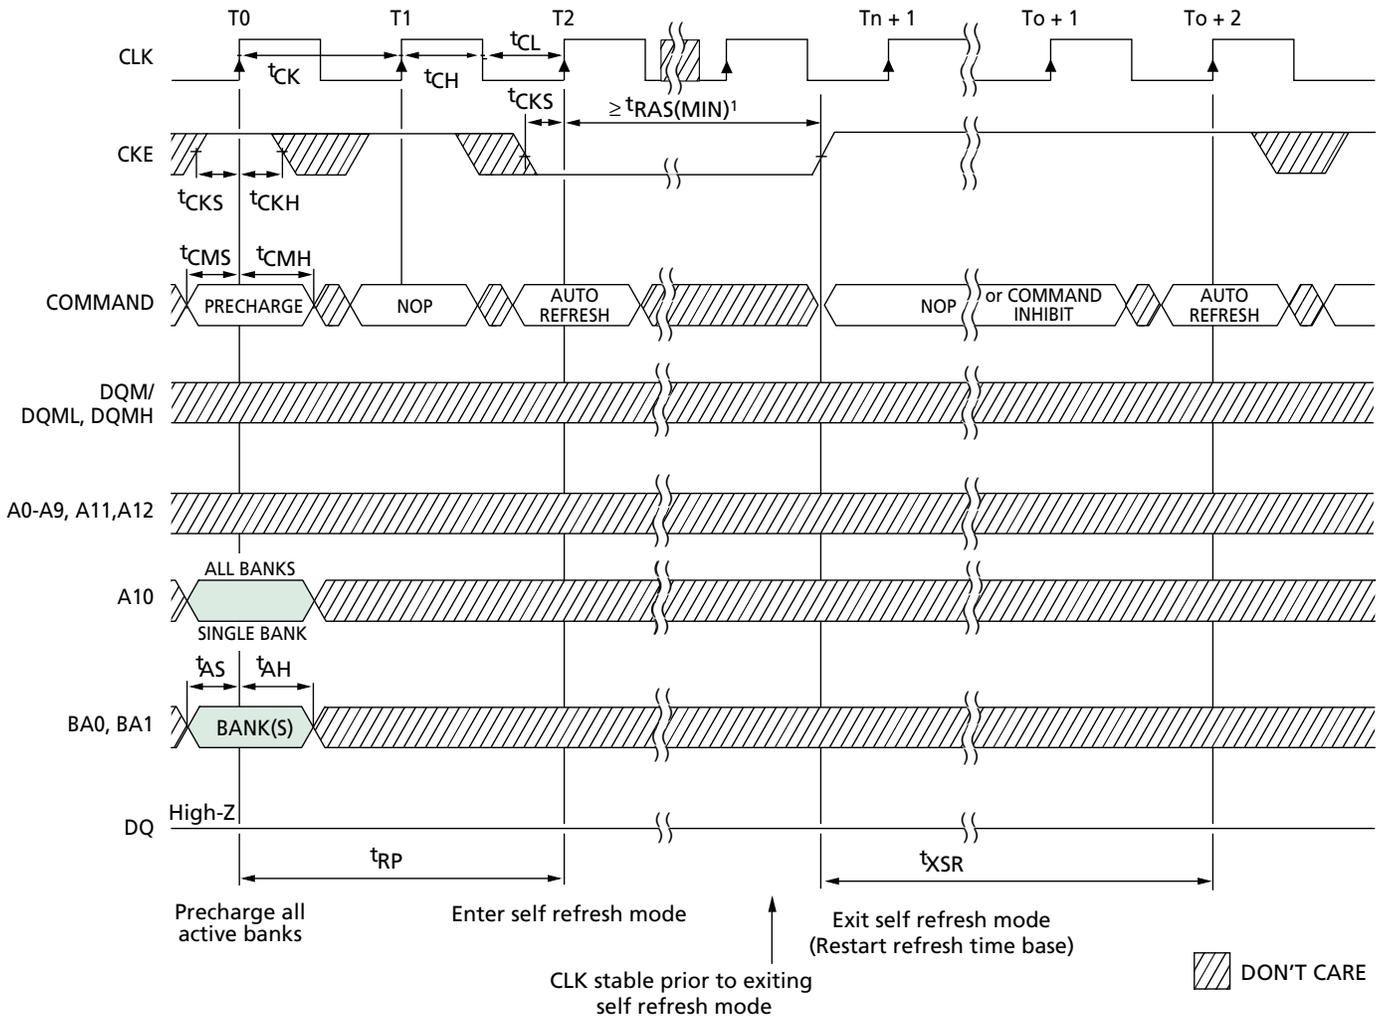 T0 T1 T2 Tn + 1 To + 1 To + 2
CLK
tCK tCH tCL
tCKS ≥ tRAS(MIN)1
CKE
tCKS tCKH
tCMS tCMH
COMMAND PRECHARGE NOP AUTO REFRESH NOP or COMMAND INHIBIT AUTO REFRESH
DQM/
DQML, DQMH
A0-A9, A11,A12
ALL BANKS
A10
SINGLE BANK
tAS tAH
BA0, BA1 BANK(S)
High-Z
DQ
tRP tXSR
Precharge all
active banks
Enter self refresh mode
Exit self refresh mode
(Restart refresh time base)
CLK stable prior to exiting
self refresh mode
DON'T CARE